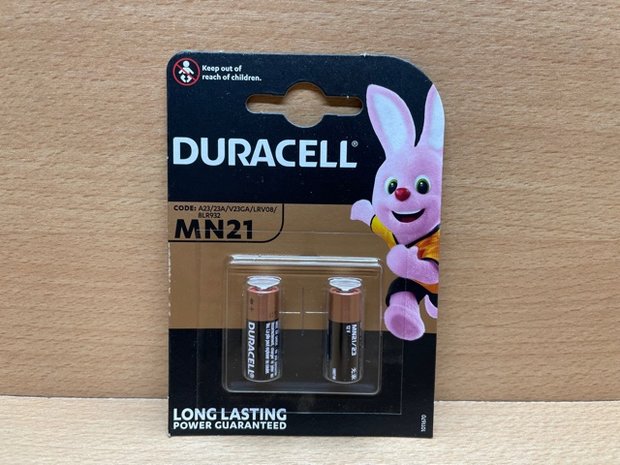 Keep out of
reach of children.
DURACELL®
CODE: A23/23A/V23GA/LRV08/
8LR932
MN21
DURACELL®
MN21/23
LONG LASTING
POWER GUARANTEED